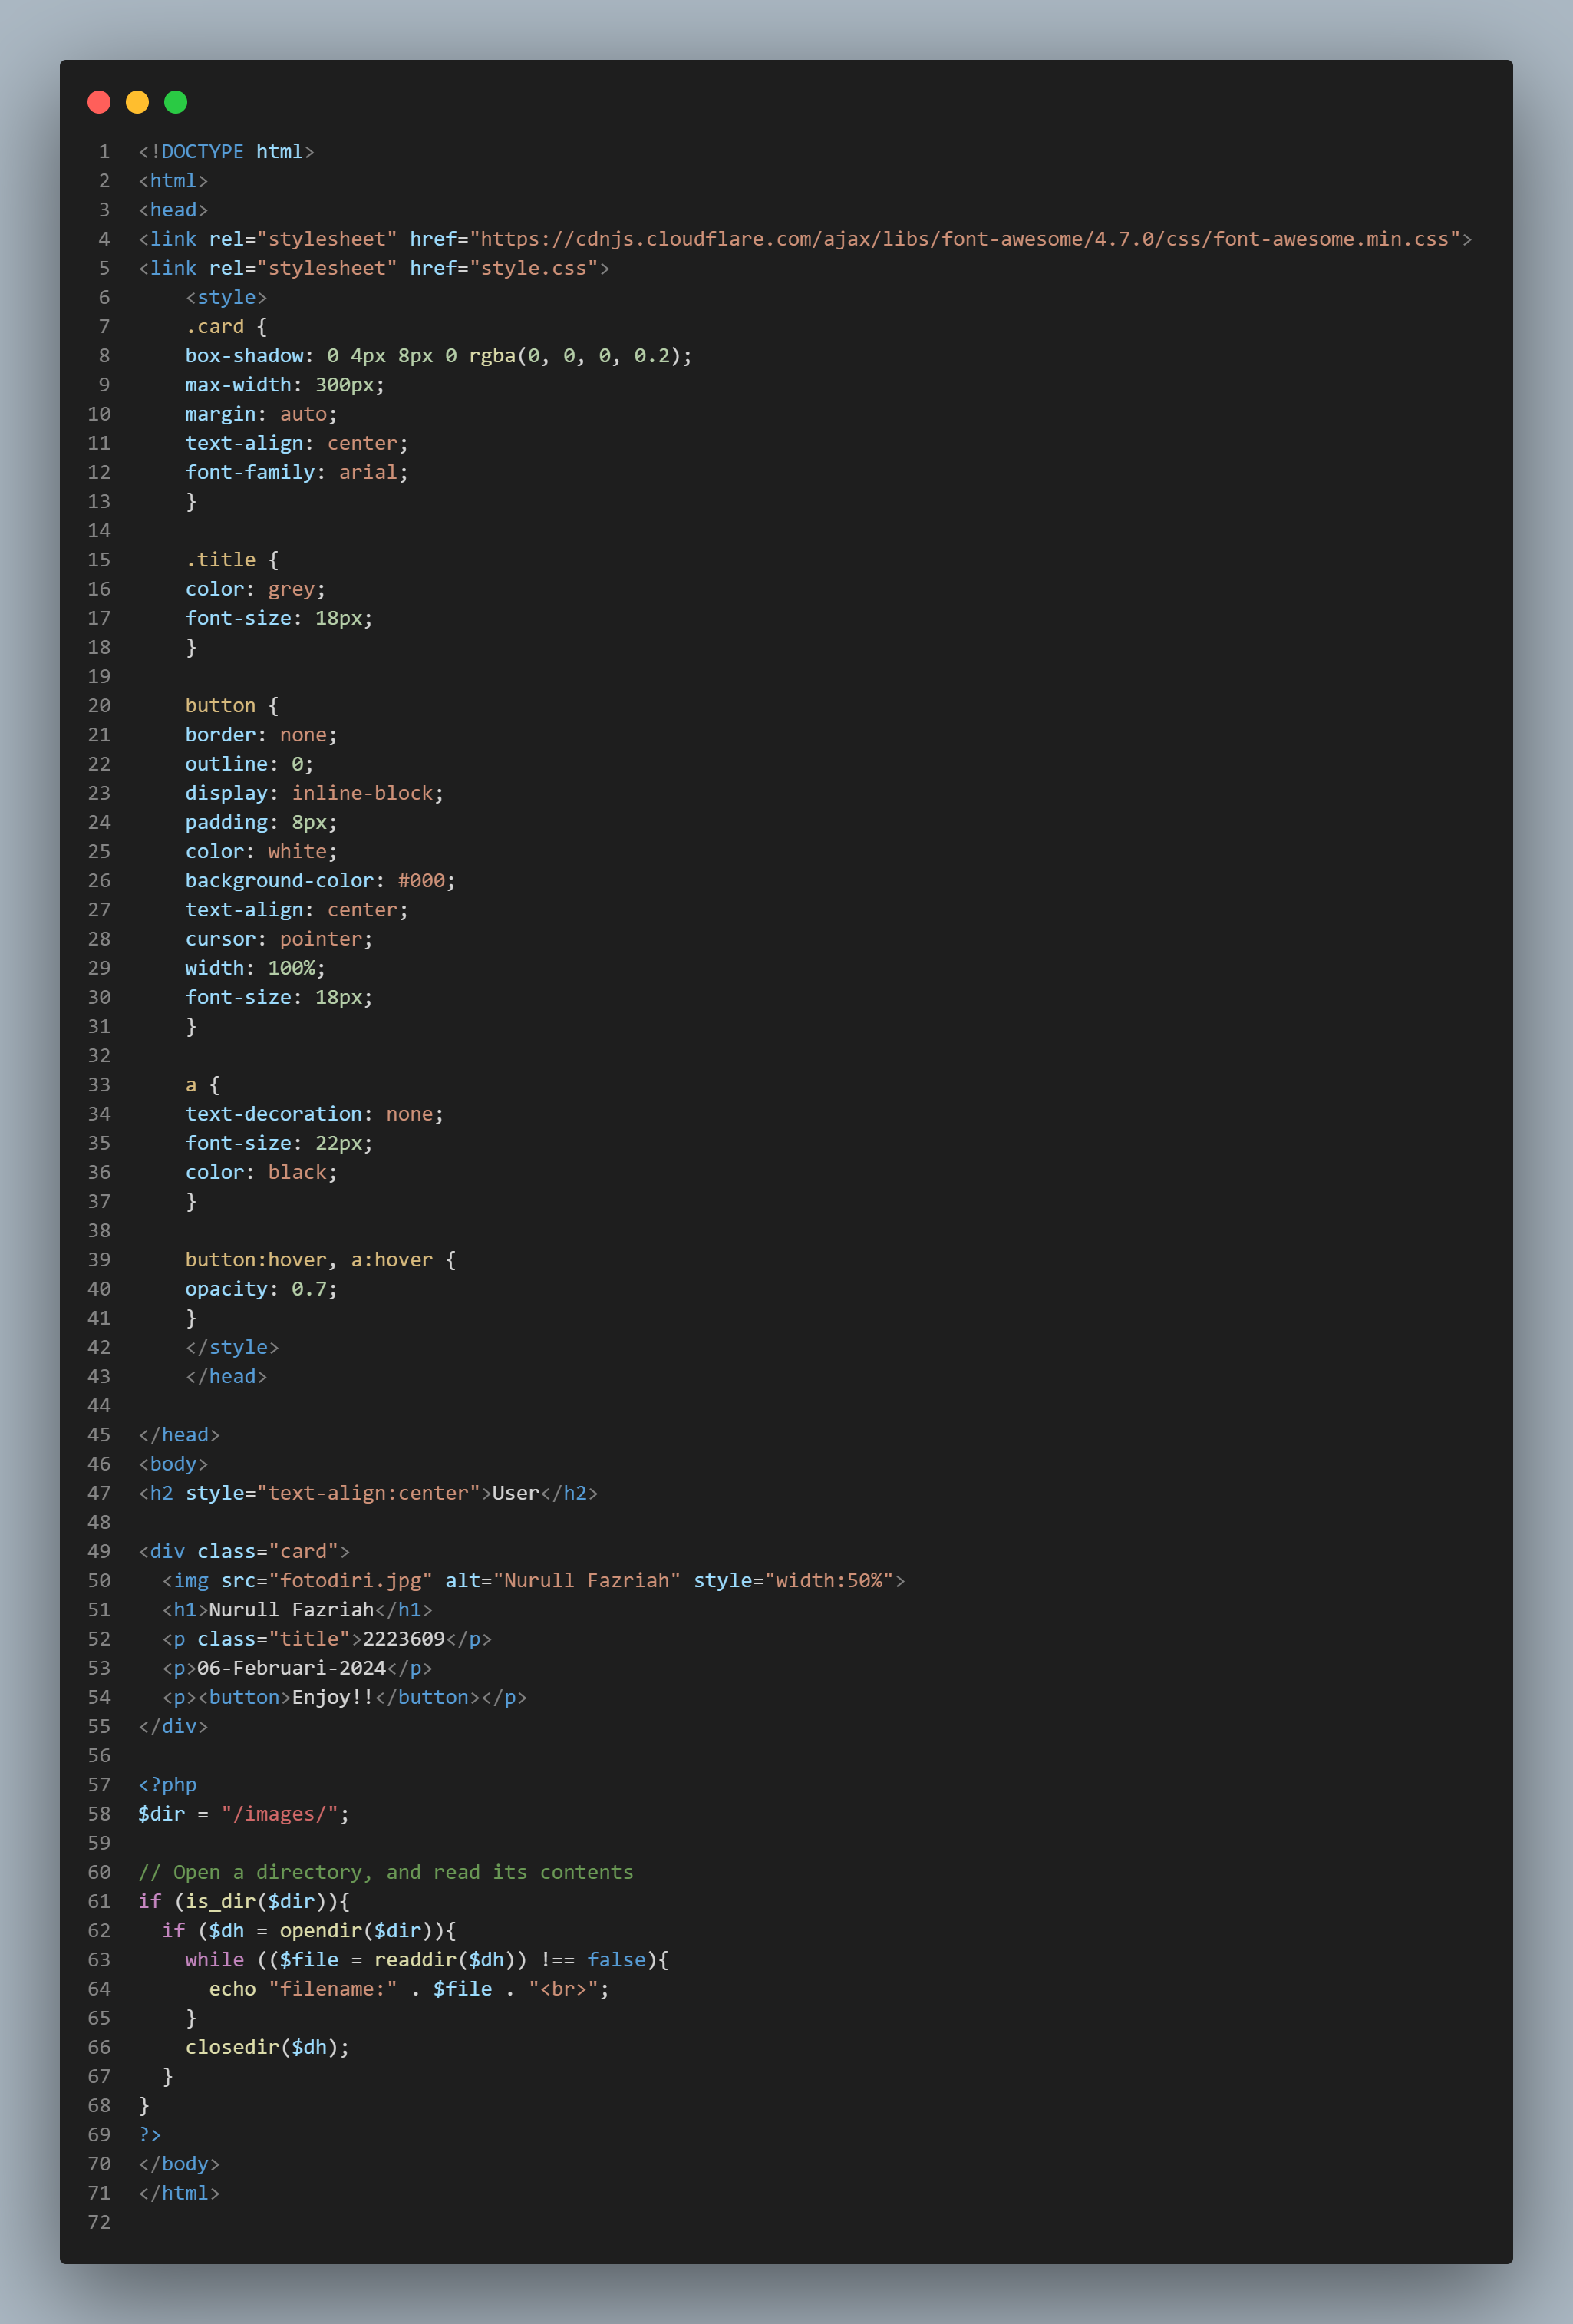 1 <!DOCTYPE html>
2 <html>
3 <head>
4 <link rel="stylesheet" href="https://cdnjs.cloudflare.com/ajax/libs/font-awesome/4.7.0/css/font-awesome.min.css">
5 <link rel="stylesheet" href="style.css">
6     <style>
7     .card {
8     box-shadow: 0 4px 8px 0 rgba(0, 0, 0, 0.2);
9     max-width: 300px;
10     margin: auto;
11     text-align: center;
12     font-family: arial;
13     }
14
15     .title {
16     color: grey;
17     font-size: 18px;
18     }
19
20     button {
21     border: none;
22     outline: 0;
23     display: inline-block;
24     padding: 8px;
25     color: white;
26     background-color: #000;
27     text-align: center;
28     cursor: pointer;
29     width: 100%;
30     font-size: 18px;
31     }
32
33     a {
34     text-decoration: none;
35     font-size: 22px;
36     color: black;
37     }
38
39     button:hover, a:hover {
40     opacity: 0.7;
41     }
42     </style>
43     </head>
44
45 </head>
46 <body>
47 <h2 style="text-align:center">User</h2>
48
49 <div class="card">
50   <img src="fotodiri.jpg" alt="Nurull Fazriah" style="width:50%">
51   <h1>Nurull Fazriah</h1>
52   <p class="title">2223609</p>
53   <p>06-Februari-2024</p>
54   <p><button>Enjoy!!</button></p>
55 </div>
56
57 <?php
58 $dir = "/images/";
59
60 // Open a directory, and read its contents
61 if (is_dir($dir)){
62   if ($dh = opendir($dir)){
63     while (($file = readdir($dh)) !== false){
64       echo "filename:" . $file . "<br>";
65     }
66     closedir($dh);
67   }
68 }
69 ?>
70 </body>
71 </html>
72